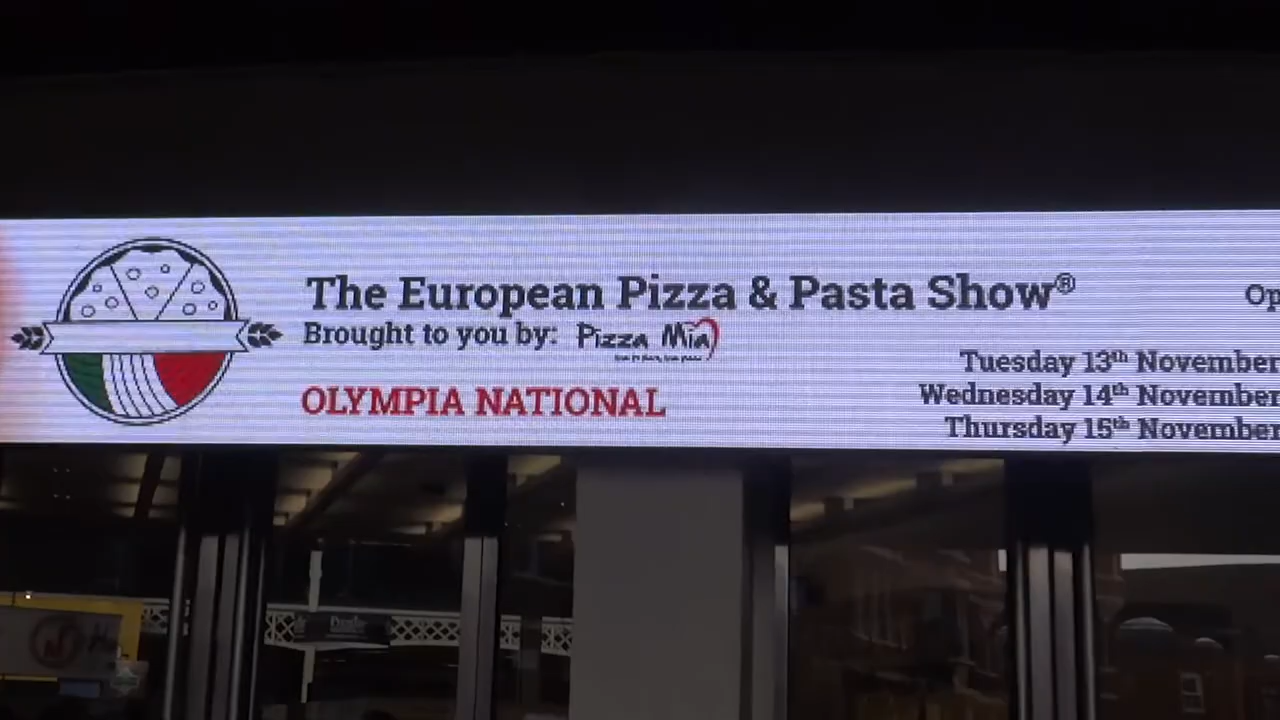 The European Pizza & Pasta Show®
Brought to you by: Pizza Mia
OLYMPIA NATIONAL
Op
Tuesday 13th November
Wednesday 14th November
Thursday 15th November